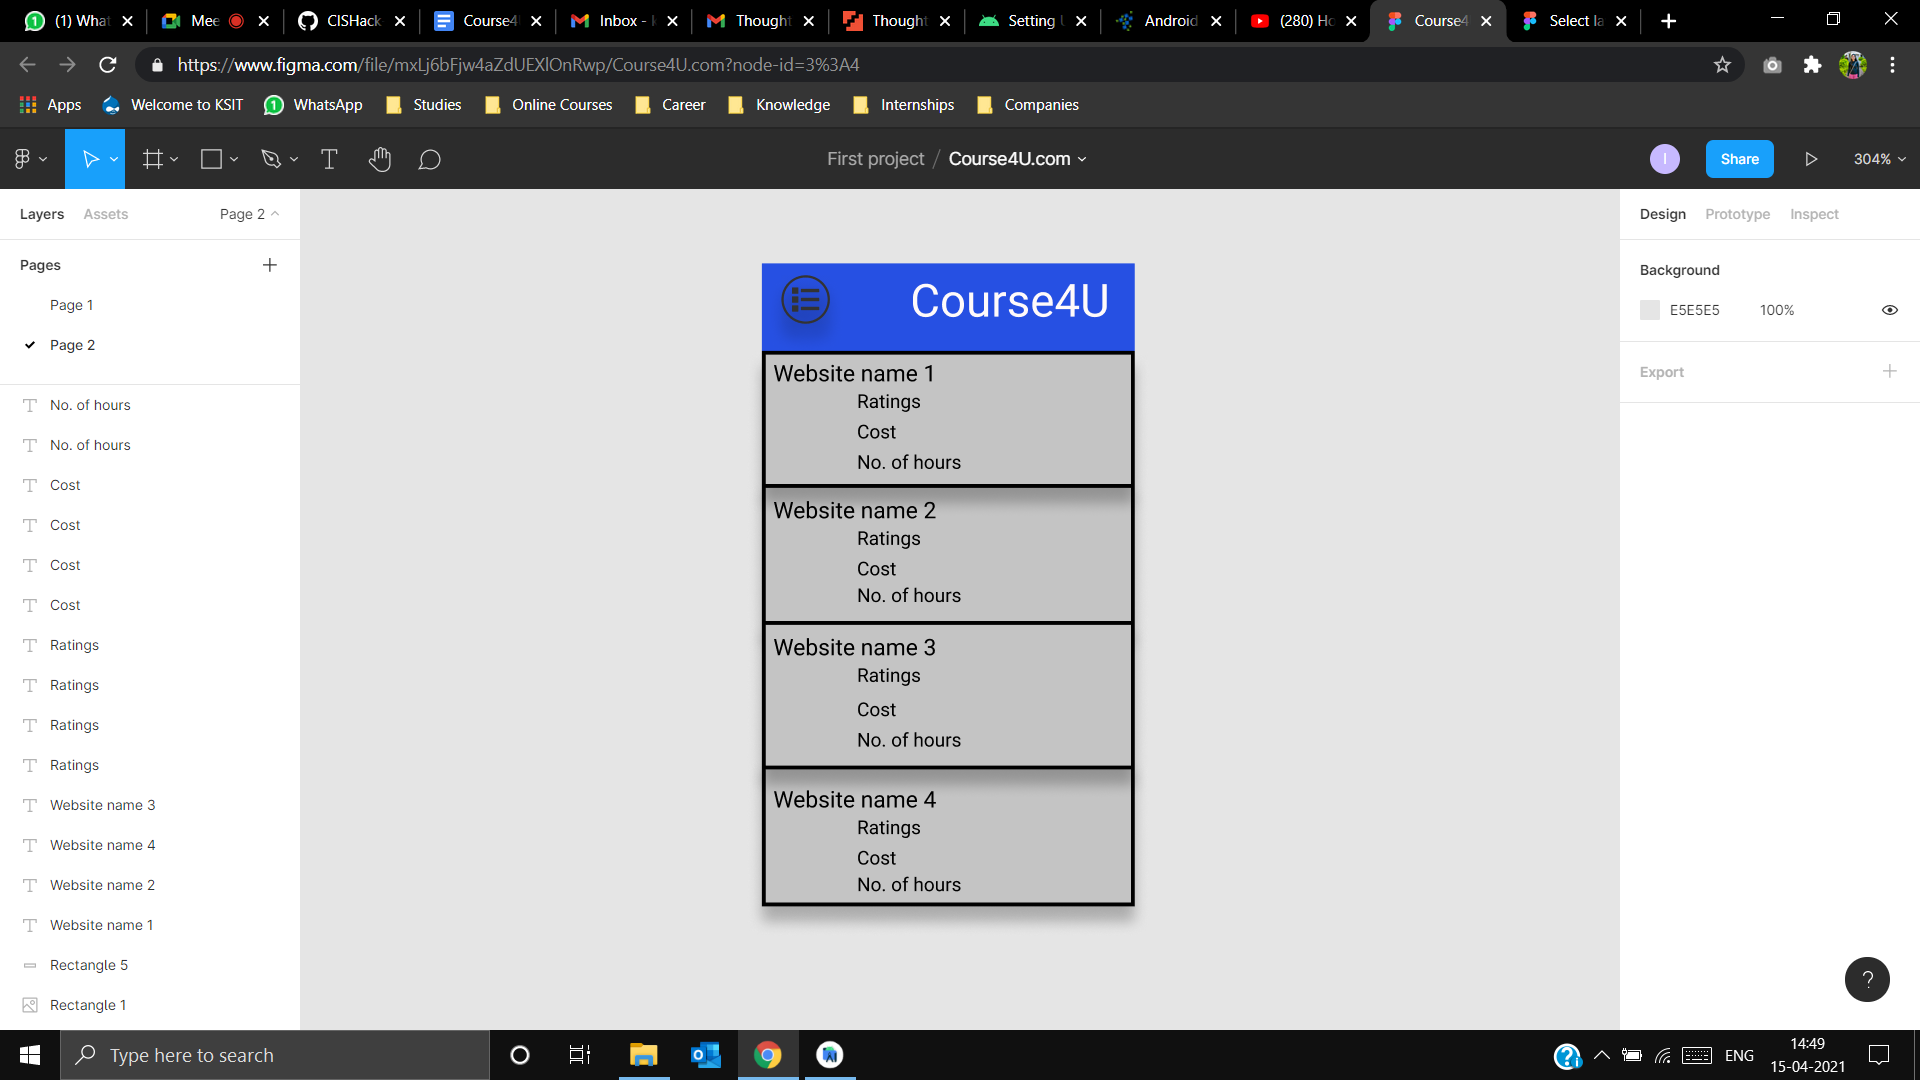 (1) What
Mee
CISHack
Course4
Inbox -
Thought
Thought
Setting
Android
(280) Ho
Course4
Select la
https://www.figma.com/file/mxLj6bFjw4aZdUEXlOnRwp/Course4U.com?node-id=3%3A4
Apps
Welcome to KSIT
WhatsApp
Studies
Online Courses
Career
Knowledge
Internships
Companies
First project / Course4U.com
I
Share
304%
Layers
Assets
Page 2
Design
Prototype
Inspect
Pages
Page 1
Page 2
No. of hours
No. of hours
Cost
Cost
Cost
Cost
Ratings
Ratings
Ratings
Ratings
Website name 3
Website name 4
Website name 2
Website name 1
Rectangle 5
Rectangle 1
Course4U
Website name 1
Ratings
Cost
No. of hours
Website name 2
Ratings
Cost
No. of hours
Website name 3
Ratings
Cost
No. of hours
Website name 4
Ratings
Cost
No. of hours
Background
E5E5E5 100%
Export
?
Type here to search
ENG
14:49
15-04-2021